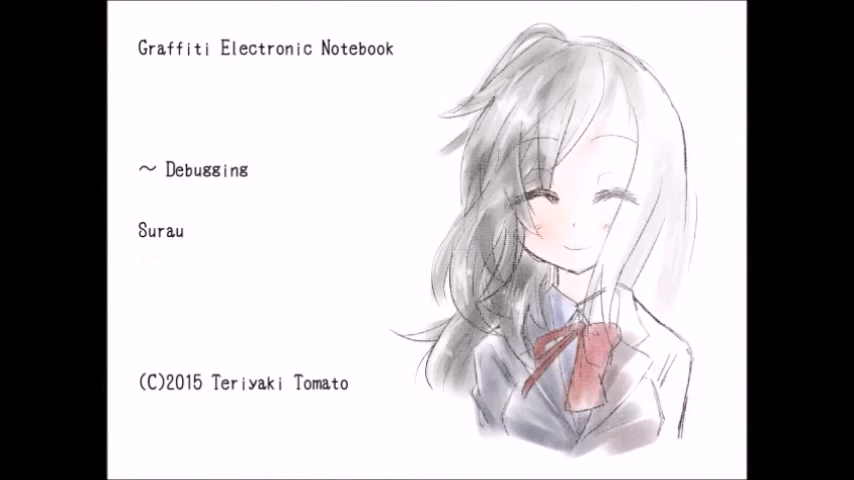 Graffiti Electronic Notebook
～ Debugging
Surau
(C)2015 Teriyaki Tomato